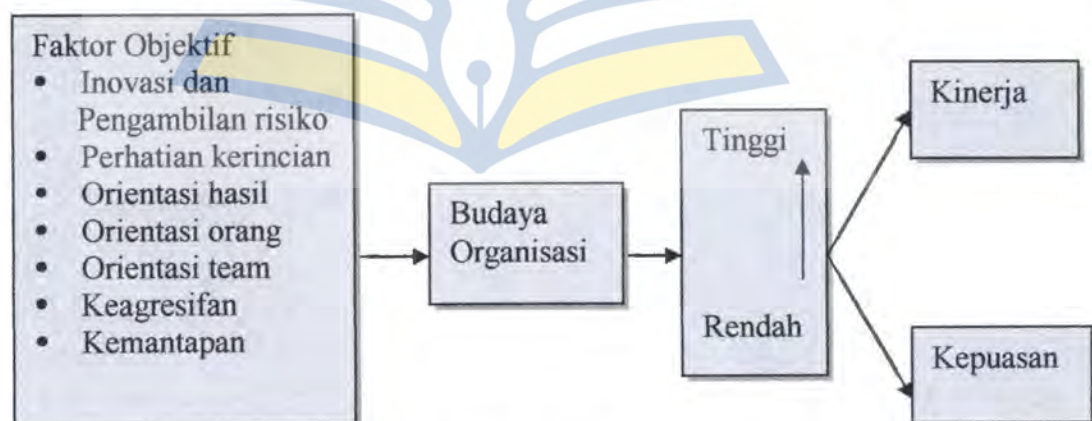 Faktor Objektif
• Inovasi dan
Pengambilan risiko
• Perhatian kerincian
• Orientasi hasil
• Orientasi orang
• Orientasi team
• Keagresifan
• Kemantapan
Budaya
Organisasi
Tinggi
Rendah
Kinerja
Kepuasan